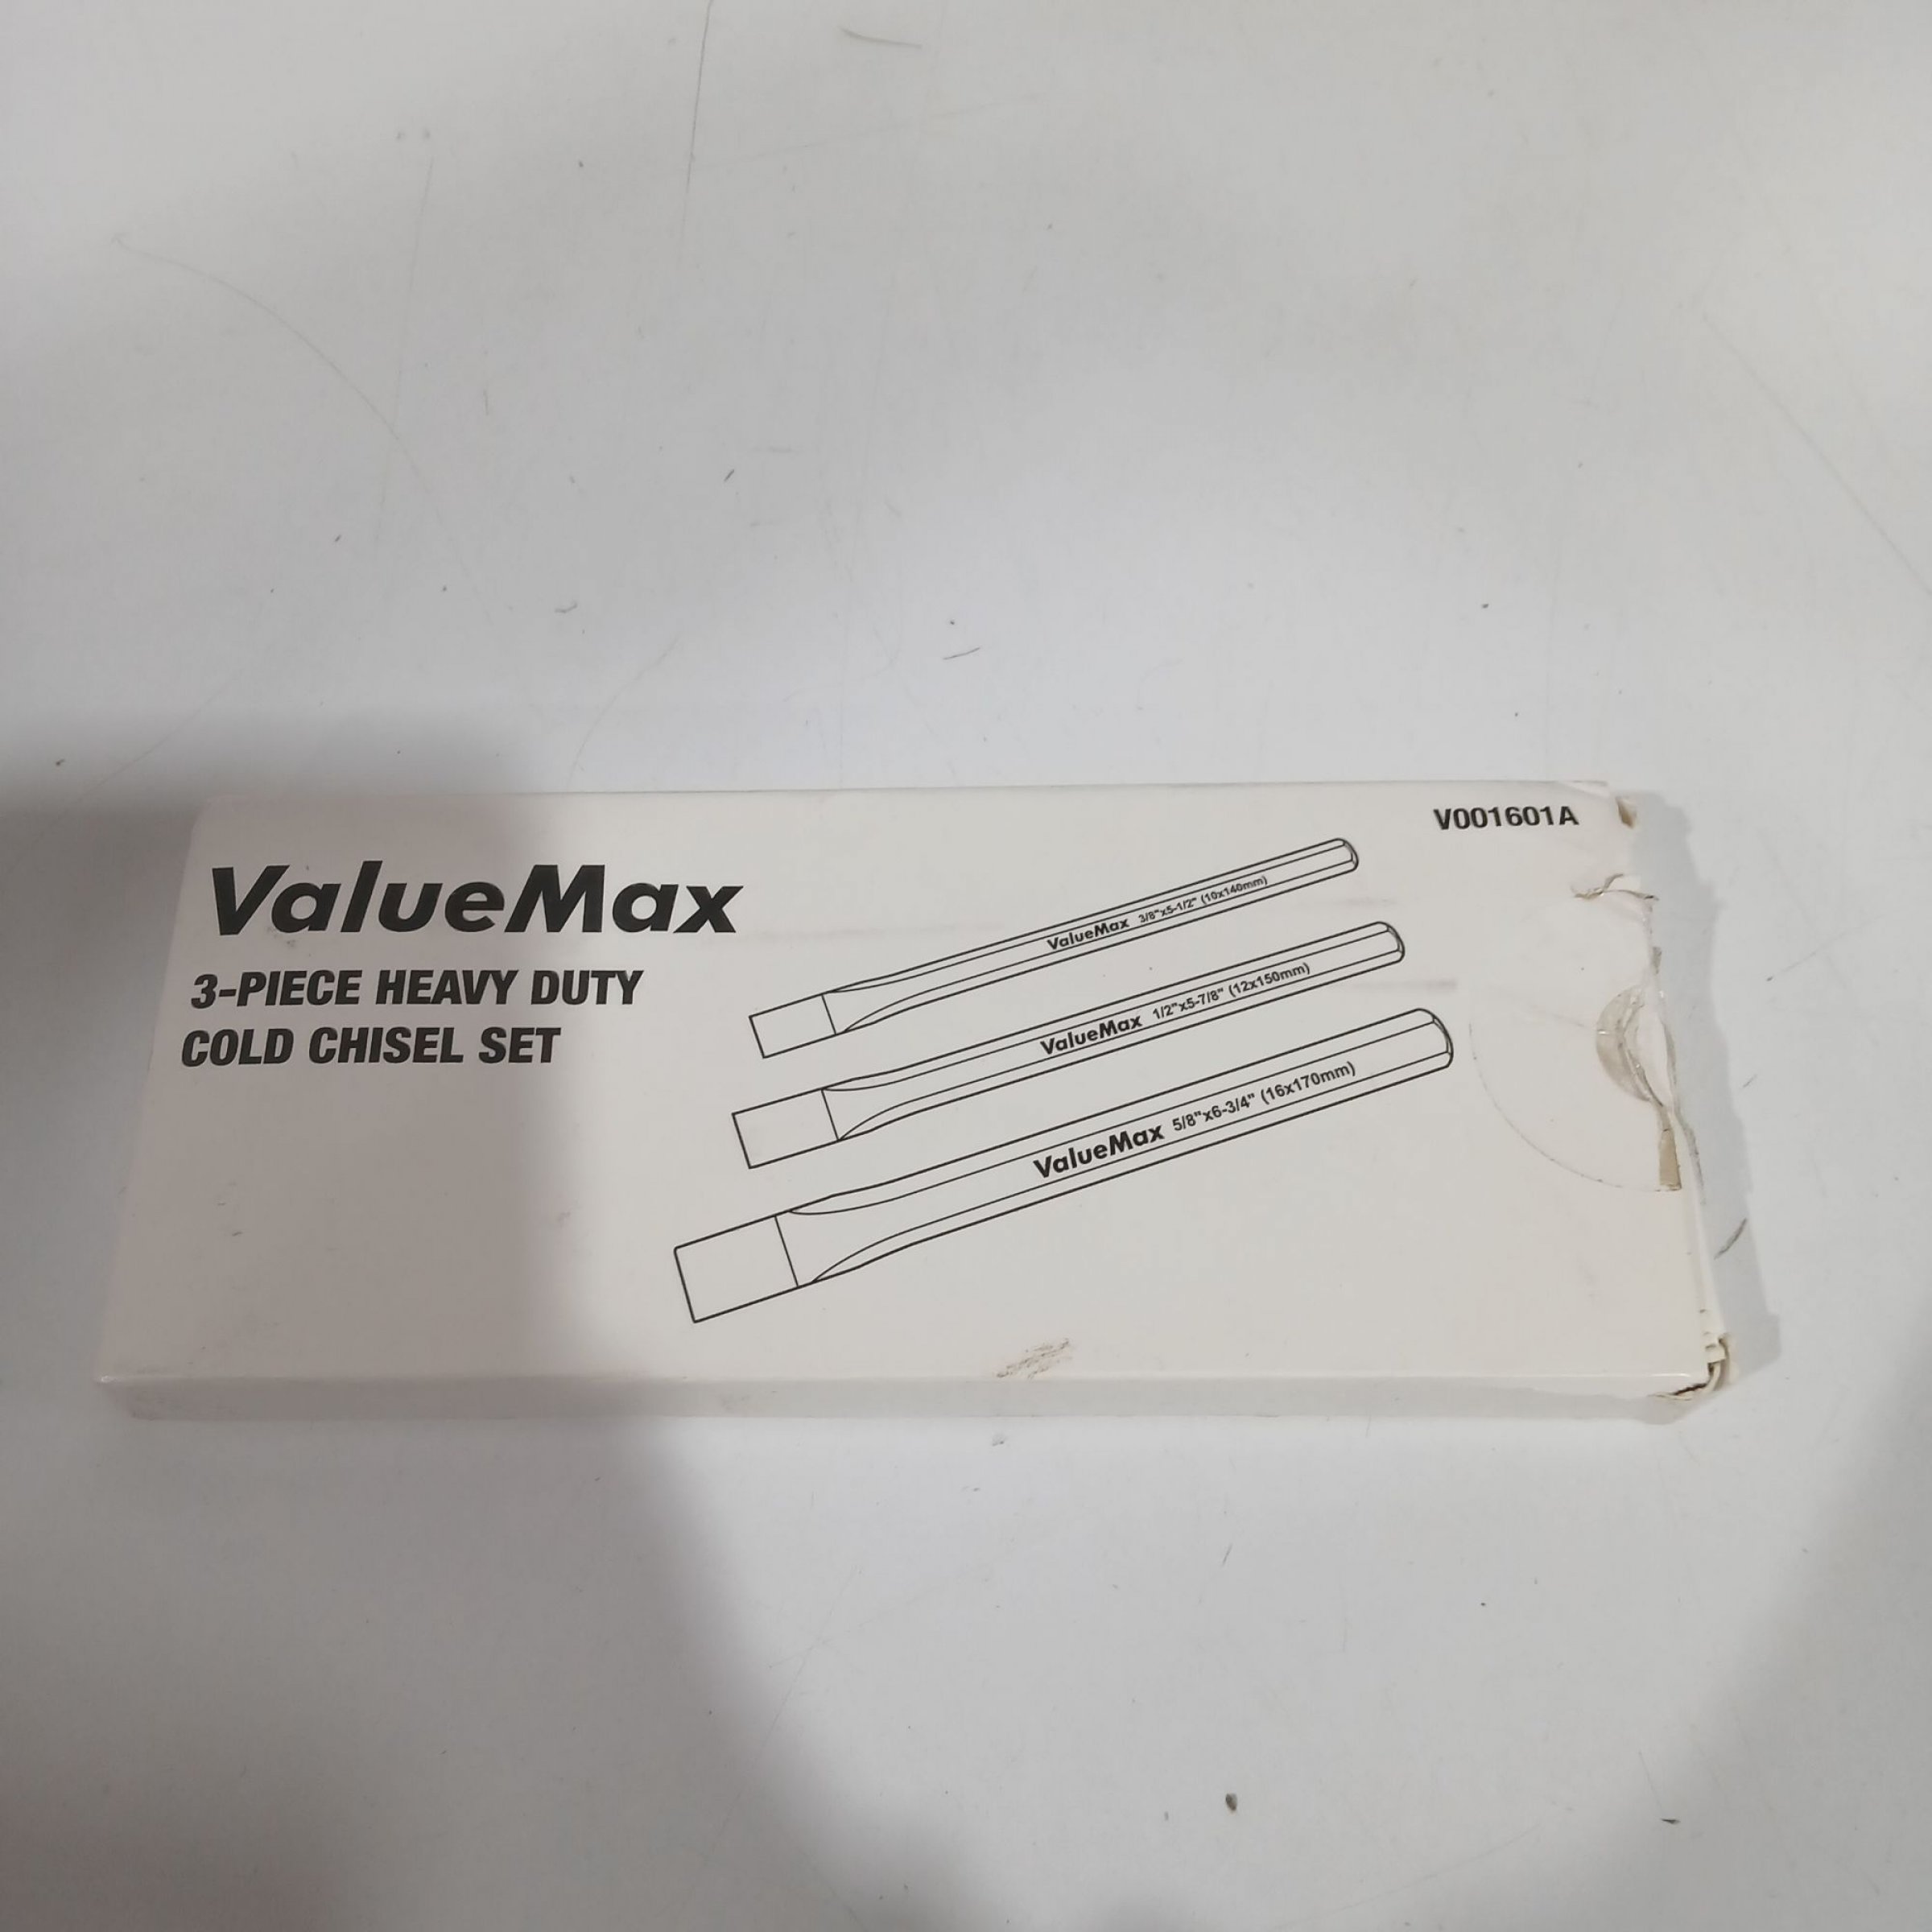 V001601A
ValueMax
3-PIECE HEAVY DUTY
COLD CHISEL SET
ValueMax 3/8"x5-1/2" (10x140mm)
ValueMax 1/2"x5-7/8" (12x150mm)
ValueMax 5/8"x6-3/4" (16x170mm)